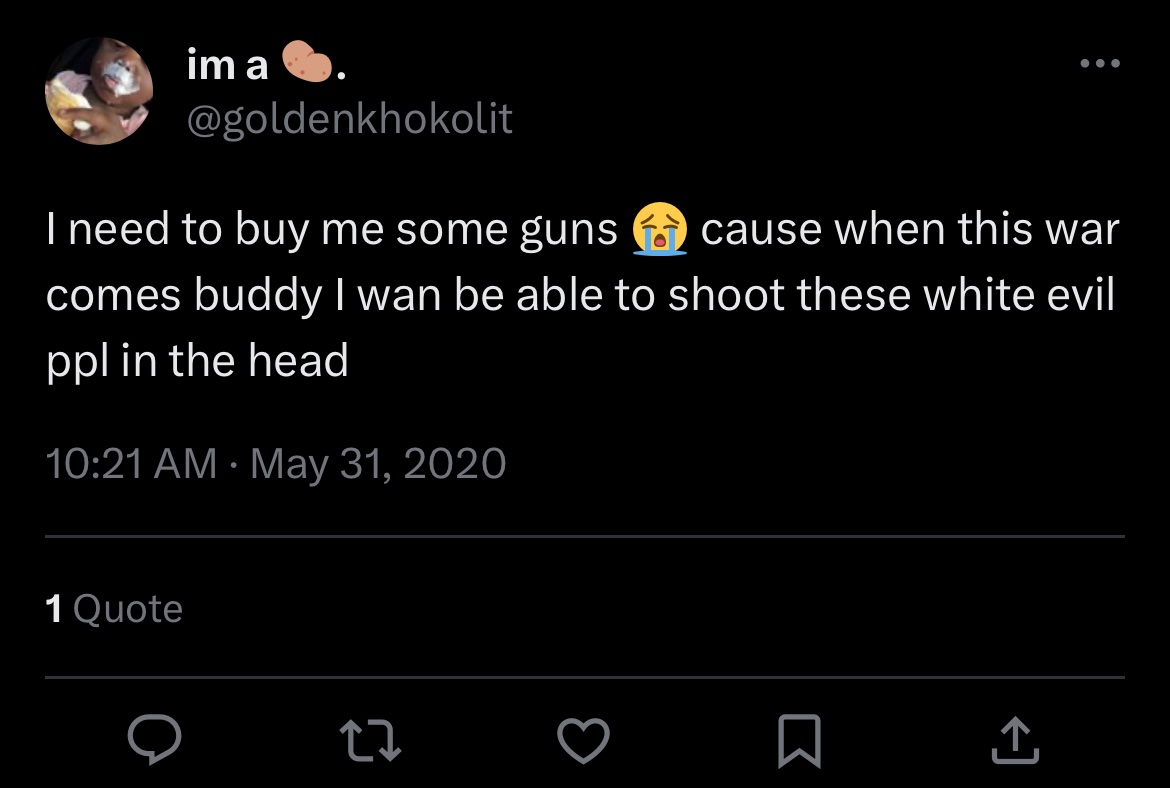 im a 🥔.
@goldenkhokolit
I need to buy me some guns 😭 cause when this war
comes buddy I wan be able to shoot these white evil
ppl in the head
10:21 AM · May 31, 2020
1 Quote